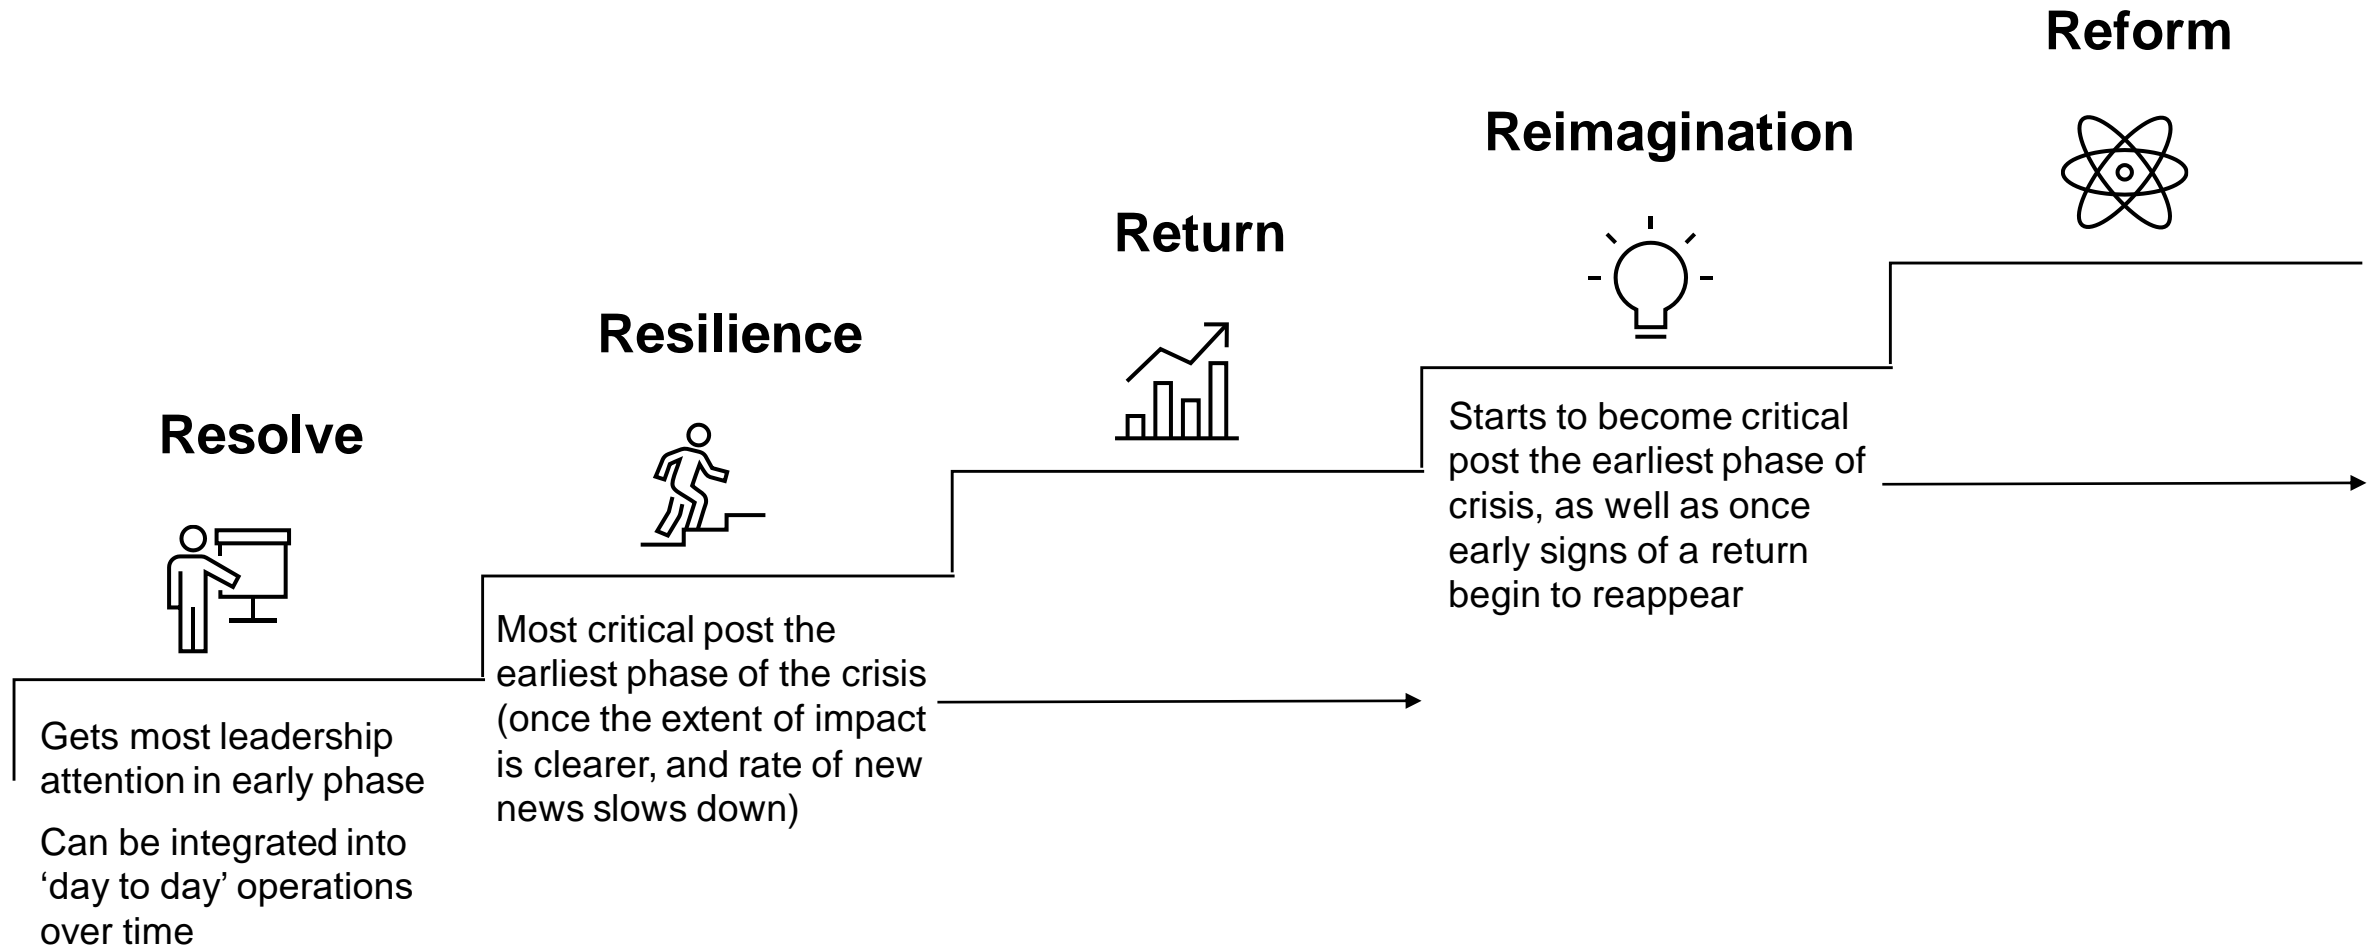 Reform
Reimagination
Return
Resilience
Resolve
Gets most leadership
attention in early phase
Can be integrated into
‘day to day’ operations
over time
Most critical post the
earliest phase of the crisis
(once the extent of impact
is clearer, and rate of new
news slows down)
Starts to become critical
post the earliest phase of
crisis, as well as once
early signs of a return
begin to reappear